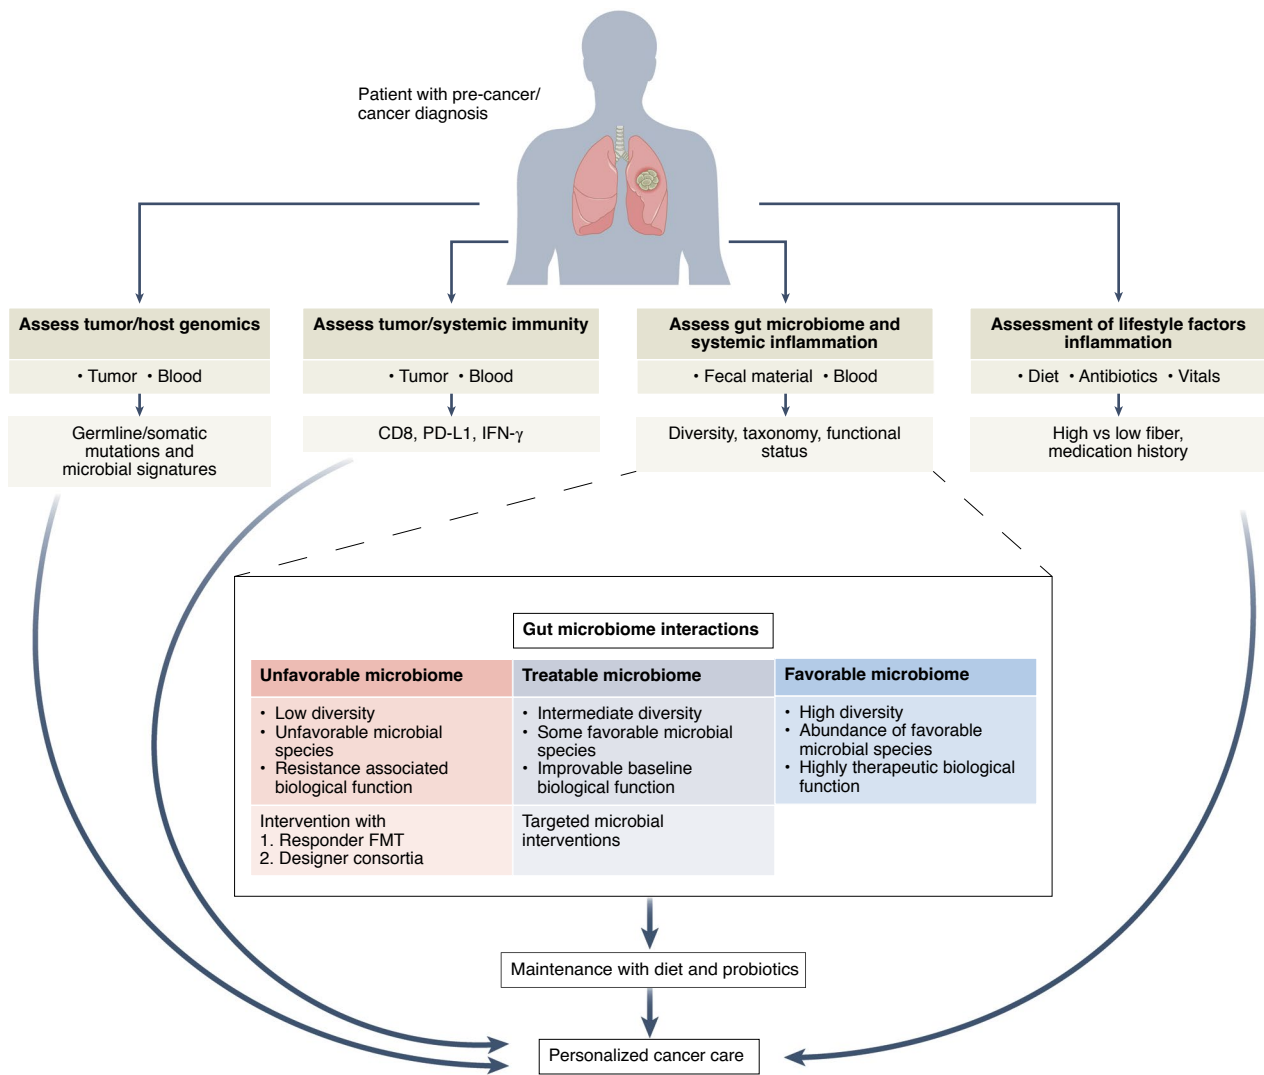 Patient with pre-cancer/
cancer diagnosis
Assess tumor/host genomics
• Tumor • Blood
Germline/somatic
mutations and
microbial signatures
Assess tumor/systemic immunity
• Tumor • Blood
CD8, PD-L1, IFN-γ
Assess gut microbiome and
systemic inflammation
• Fecal material • Blood
Diversity, taxonomy, functional
status
Assessment of lifestyle factors
inflammation
• Diet • Antibiotics • Vitals
High vs low fiber,
medication history
Gut microbiome interactions
Unfavorable microbiome
• Low diversity
• Unfavorable microbial
species
• Resistance associated
biological function
Intervention with
1. Responder FMT
2. Designer consortia
Treatable microbiome
• Intermediate diversity
• Some favorable microbial
species
• Improvable baseline
biological function
Targeted microbial
interventions
Favorable microbiome
• High diversity
• Abundance of favorable
microbial species
• Highly therapeutic biological
function
Maintenance with diet and probiotics
Personalized cancer care